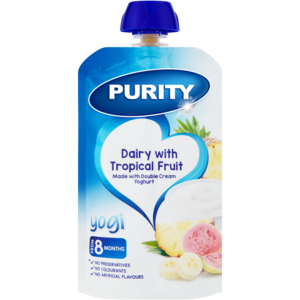 PURITY
Dairy with
Tropical Fruit
Made with Double Cream
Yoghurt
yogi
FROM 8 MONTHS
✓NO PRESERVATIVES
✓NO COLOURANTS
✓NO ARTIFICIAL FLAVOURS